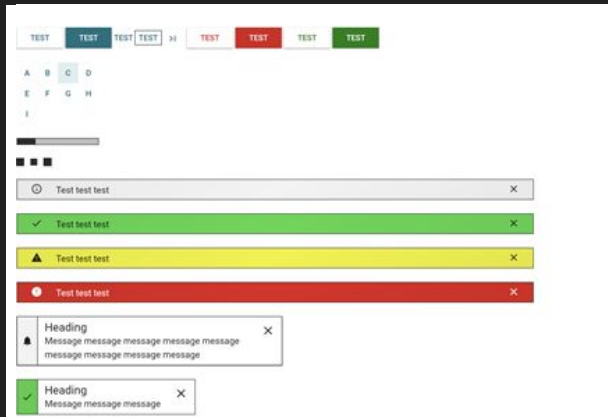 TEST TEST TEST TEST TEST TEST TEST TEST
A B C D
E F G H
I
Test test test
Test test test
Test test test
Test test test
Heading
Message message message message message
message message message message
Heading
Message message message